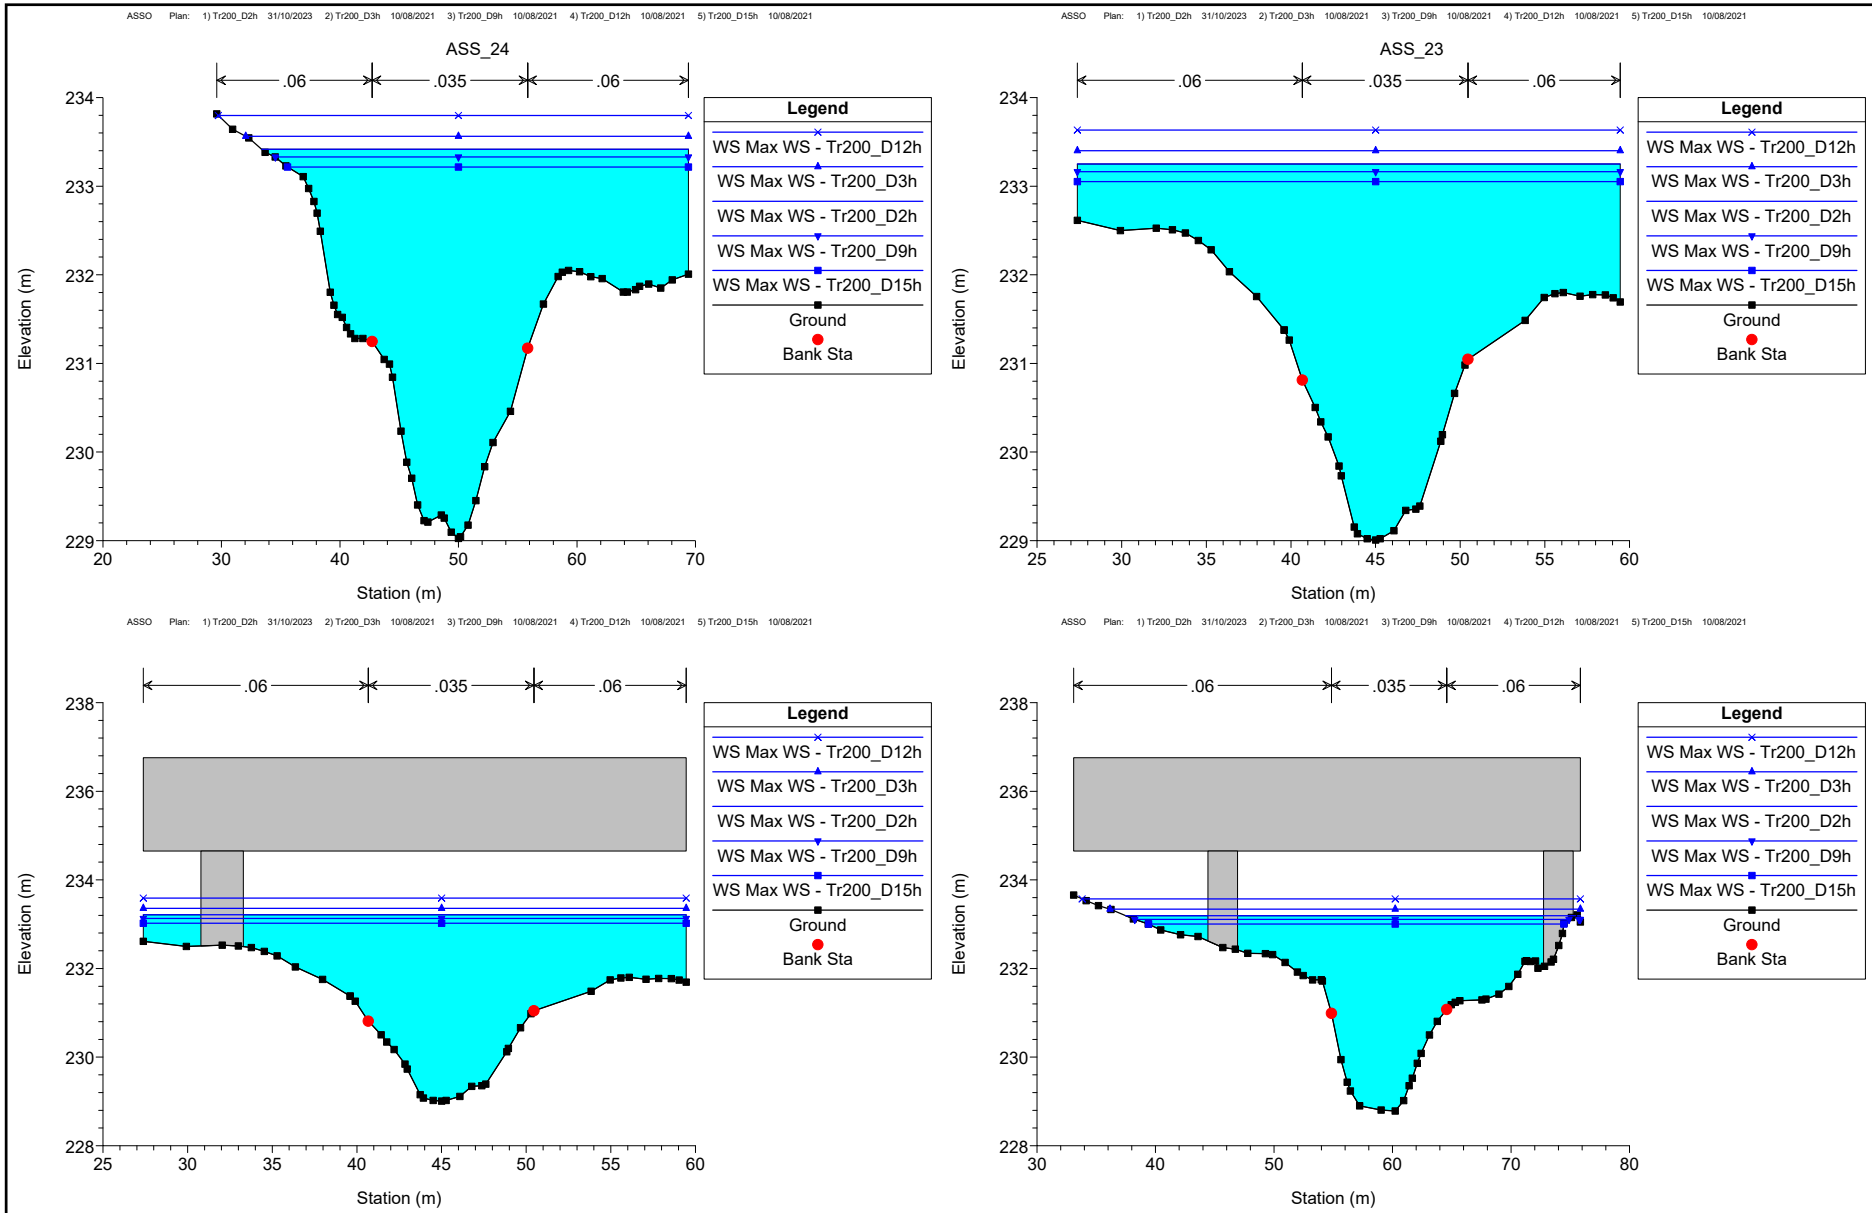 ASSO Plan: 1) Tr200_D2h 31/10/2023 2) Tr200_D3h 10/08/2021 3) Tr200_D9h 10/08/2021 4) Tr200_D12h 10/08/2021 5) Tr200_D15h 10/08/2021
ASS_24
.06 .035 .06
234
233
232
231
230
229
20 30 40 50 60 70
Elevation (m)
Station (m)
Legend
WS Max WS - Tr200_D12h
WS Max WS - Tr200_D3h
WS Max WS - Tr200_D2h
WS Max WS - Tr200_D9h
WS Max WS - Tr200_D15h
Ground
Bank Sta
ASSO Plan: 1) Tr200_D2h 31/10/2023 2) Tr200_D3h 10/08/2021 3) Tr200_D9h 10/08/2021 4) Tr200_D12h 10/08/2021 5) Tr200_D15h 10/08/2021
ASS_23
.06 .035 .06
234
233
232
231
230
229
25 30 35 40 45 50 55 60
Elevation (m)
Station (m)
Legend
WS Max WS - Tr200_D12h
WS Max WS - Tr200_D3h
WS Max WS - Tr200_D2h
WS Max WS - Tr200_D9h
WS Max WS - Tr200_D15h
Ground
Bank Sta
ASSO Plan: 1) Tr200_D2h 31/10/2023 2) Tr200_D3h 10/08/2021 3) Tr200_D9h 10/08/2021 4) Tr200_D12h 10/08/2021 5) Tr200_D15h 10/08/2021
.06 .035 .06
238
236
234
232
230
228
25 30 35 40 45 50 55 60
Elevation (m)
Station (m)
Legend
WS Max WS - Tr200_D12h
WS Max WS - Tr200_D3h
WS Max WS - Tr200_D2h
WS Max WS - Tr200_D9h
WS Max WS - Tr200_D15h
Ground
Bank Sta
ASSO Plan: 1) Tr200_D2h 31/10/2023 2) Tr200_D3h 10/08/2021 3) Tr200_D9h 10/08/2021 4) Tr200_D12h 10/08/2021 5) Tr200_D15h 10/08/2021
.06 .035 .06
238
236
234
232
230
228
30 40 50 60 70 80
Elevation (m)
Station (m)
Legend
WS Max WS - Tr200_D12h
WS Max WS - Tr200_D3h
WS Max WS - Tr200_D2h
WS Max WS - Tr200_D9h
WS Max WS - Tr200_D15h
Ground
Bank Sta